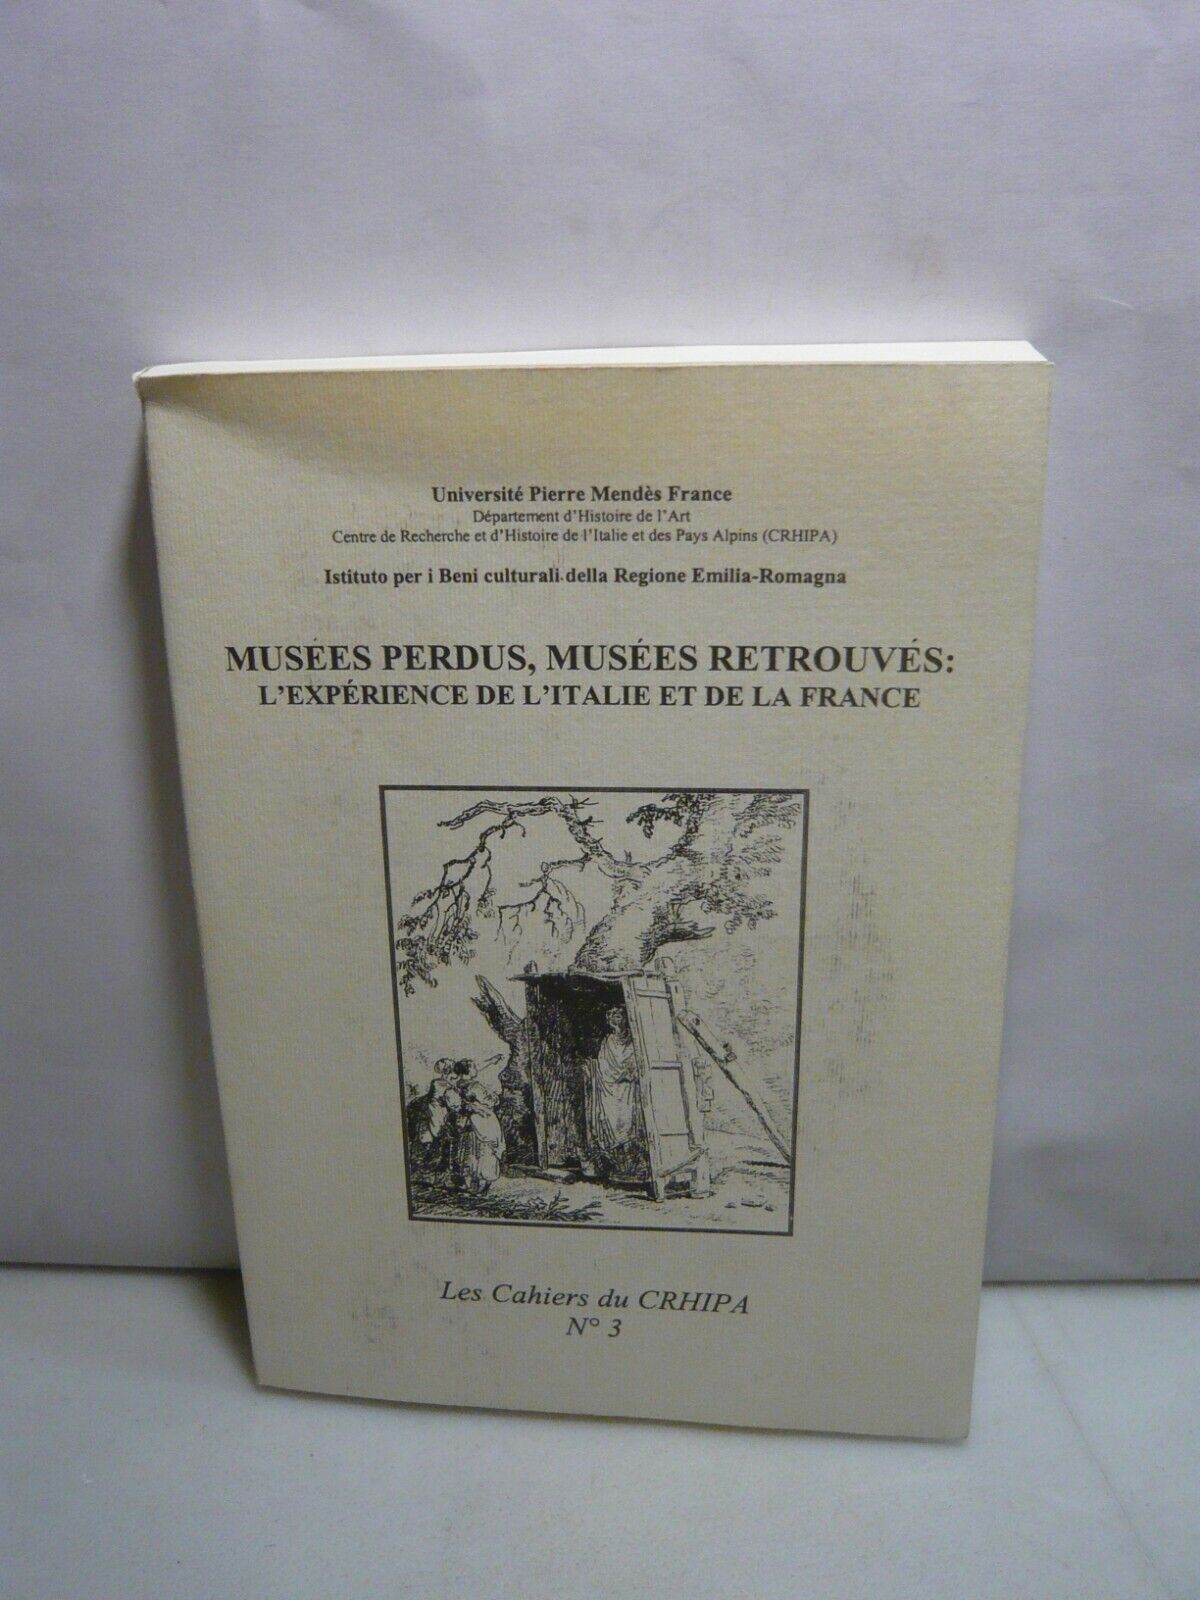 Université Pierre Mendès France
Département d'Histoire de l'Art
Centre de Recherche et d'Histoire de l'Italie et des Pays Alpins (CRHIPA)
Istituto per i Beni culturali della Regione Emilia-Romagna
MUSÉES PERDUS, MUSÉES RETROUVÉS:
L'EXPÉRIENCE DE L'ITALIE ET DE LA FRANCE
Les Cahiers du CRHIPA
N° 3